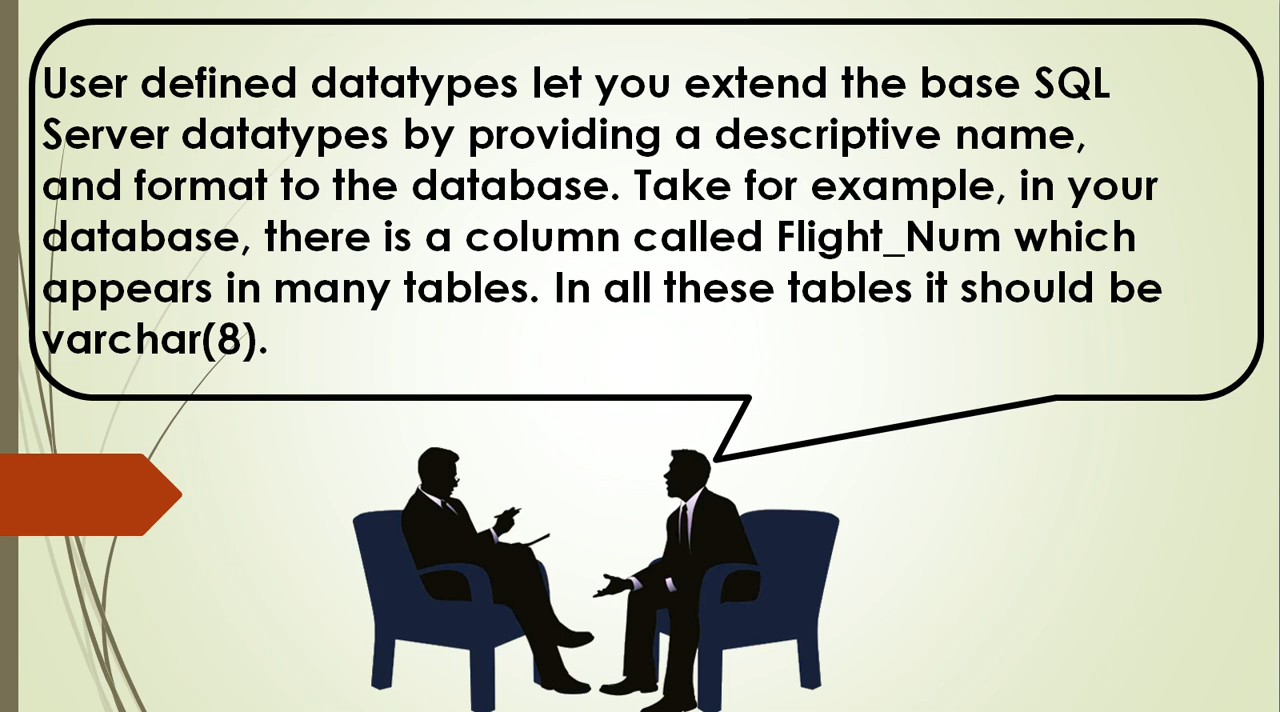 User defined datatypes let you extend the base SQL
Server datatypes by providing a descriptive name,
and format to the database. Take for example, in your
database, there is a column called Flight_Num which
appears in many tables. In all these tables it should be
varchar(8).